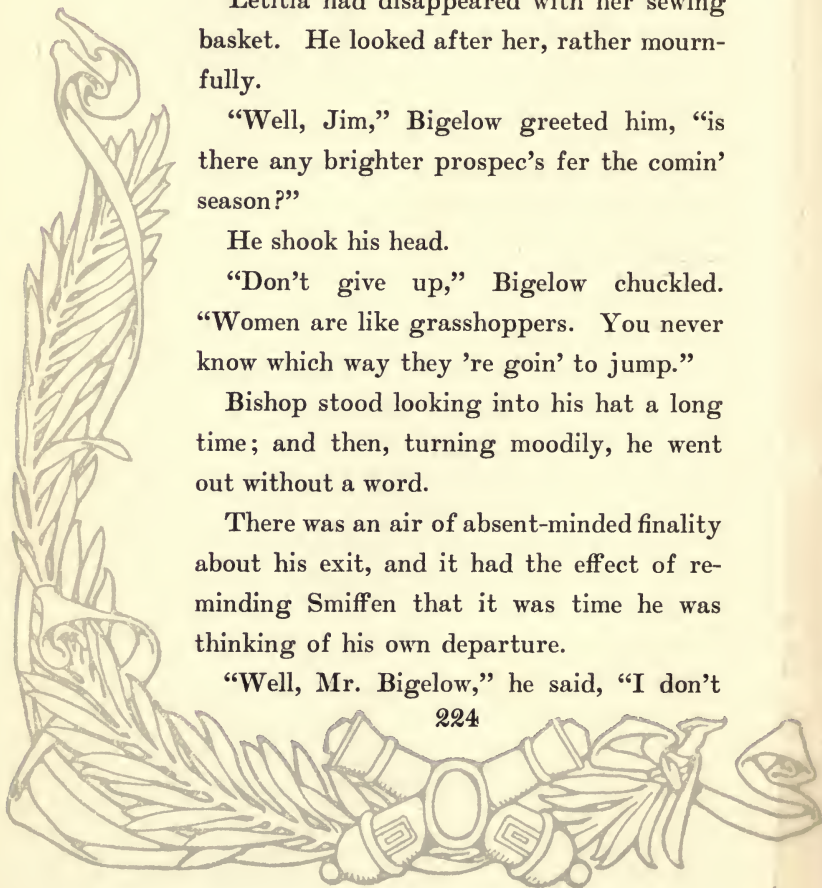 Letitia had disappeared with her sewing
basket. He looked after her, rather mourn-
fully.
“Well, Jim,” Bigelow greeted him, “is
there any brighter prospec's fer the comin'
season?”
He shook his head.
“Don't give up,” Bigelow chuckled.
“Women are like grasshoppers. You never
know which way they 're goin' to jump.”
Bishop stood looking into his hat a long
time; and then, turning moodily, he went
out without a word.
There was an air of absent-minded finality
about his exit, and it had the effect of re-
minding Smiffen that it was time he was
thinking of his own departure.
“Well, Mr. Bigelow,” he said, “I don't
224